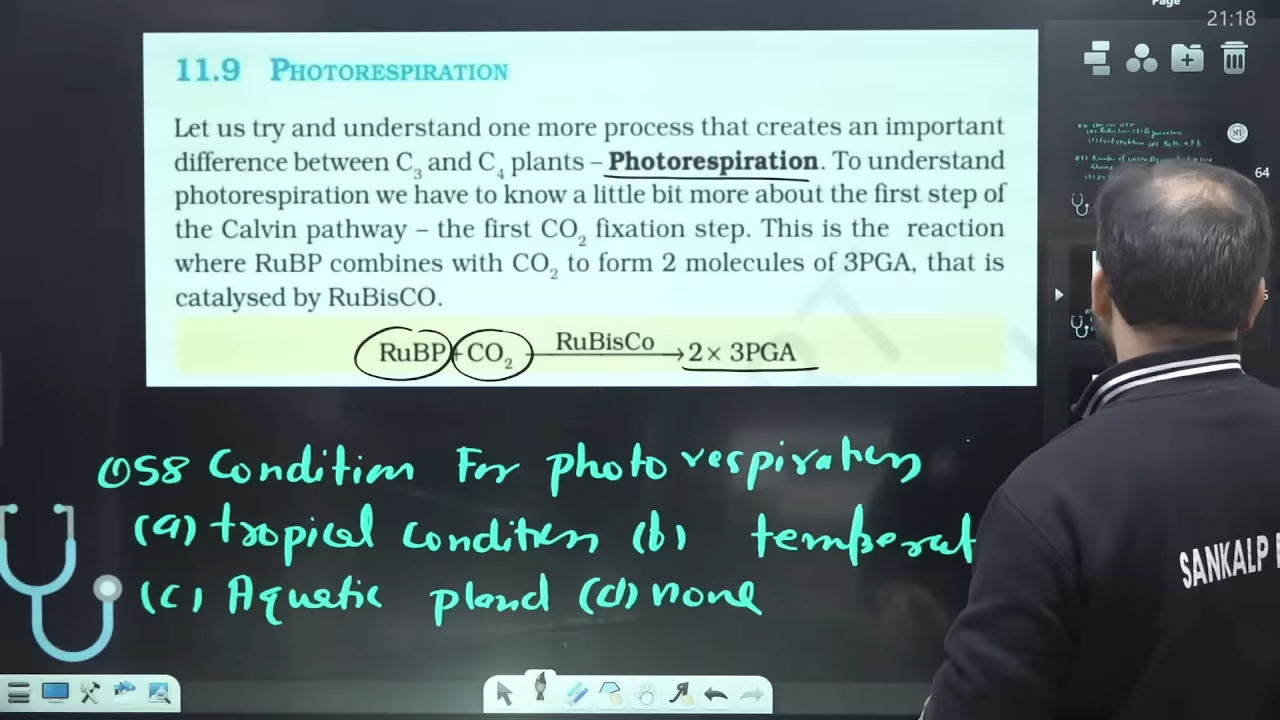 Page
21:18
11.9 PHOTORESPIRATION
Let us try and understand one more process that creates an important
difference between C₃ and C₄ plants – Photorespiration. To understand
photorespiration we have to know a little bit more about the first step of
the Calvin pathway – the first CO₂ fixation step. This is the reaction
where RuBP combines with CO₂ to form 2 molecules of 3PGA, that is
catalysed by RuBisCO.
RuBP+CO₂ RuBisCo → 2× 3PGA
Q58 Condition For photorespiration
(a) tropical condition (b) temperat
(c) Aquatic pland (d) none
64
SANKALP